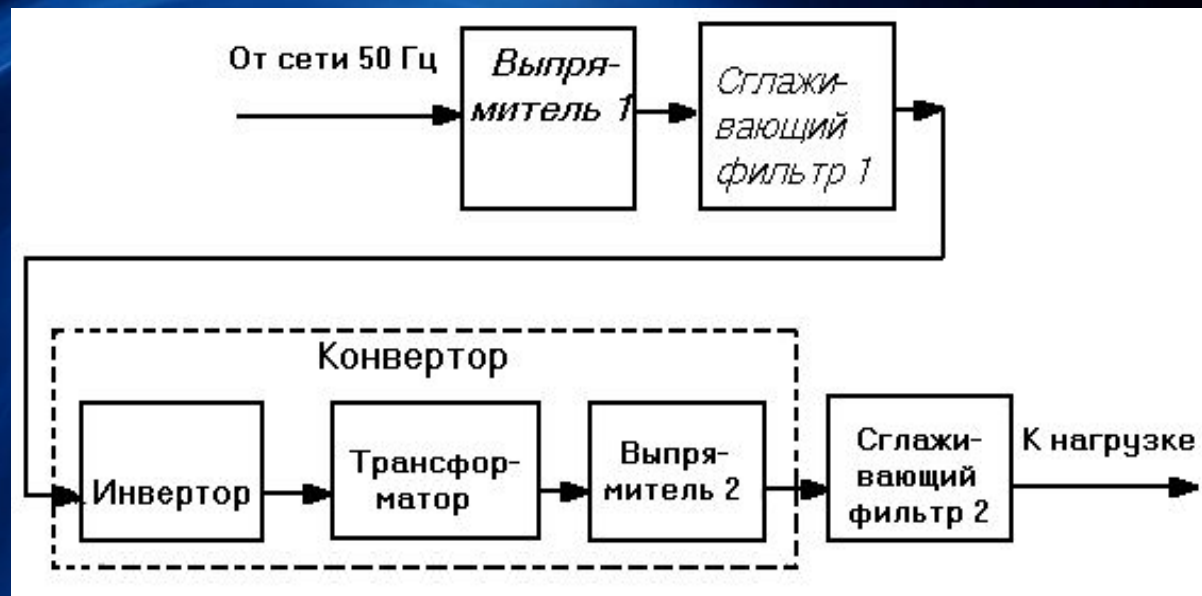 От сети 50 Гц
Выпря-
митель 1
Сглажи-
вающий
фильтр 1
Конвертор
Инвертор
Трансфор-
матор
Выпря-
митель 2
Сглажи-
вающий
фильтр 2
К нагрузке